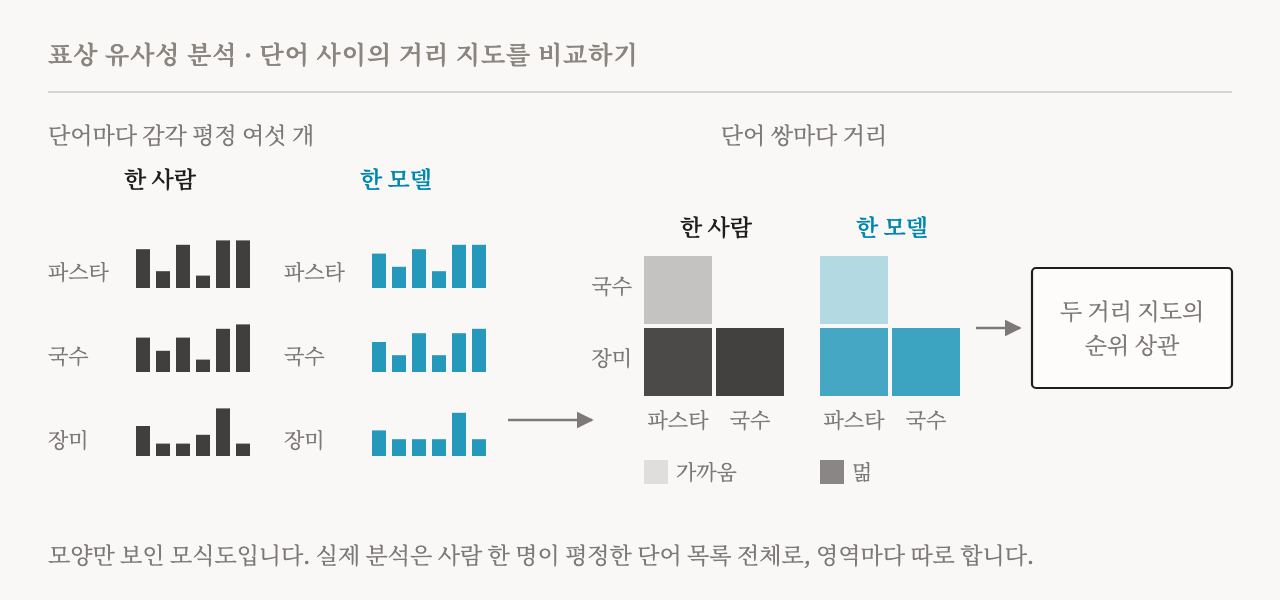 표상 유사성 분석 · 단어 사이의 거리 지도를 비교하기
단어마다 감각 평정 여섯 개
단어 쌍마다 거리
한 사람
한 모델
한 사람
한 모델
파스타
파스타
국수
국수
국수
장미
장미
장미
파스타
국수
파스타
국수
가까움
멂
두 거리 지도의
순위 상관
모양만 보인 모식도입니다. 실제 분석은 사람 한 명이 평정한 단어 목록 전체로, 영역마다 따로 합니다.